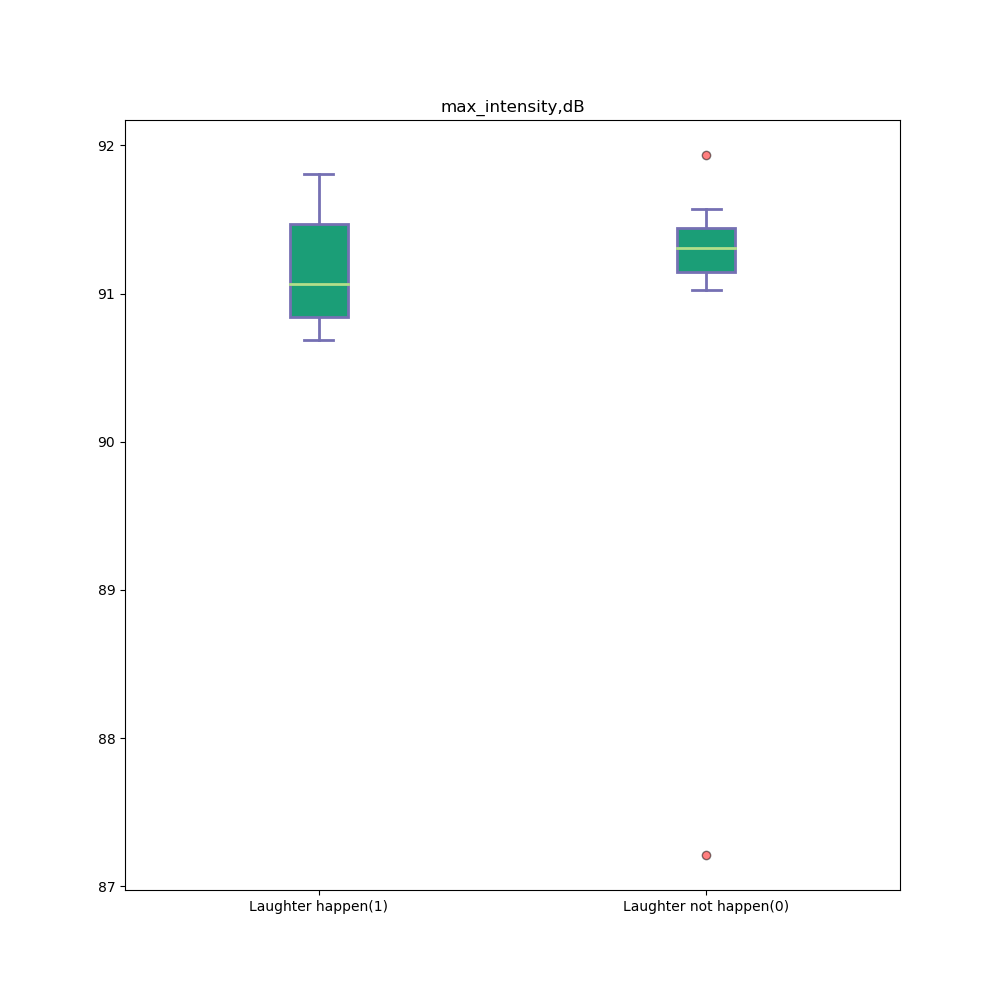 max_intensity,dB
92
91
90
89
88
87
Laughter happen(1)
Laughter not happen(0)